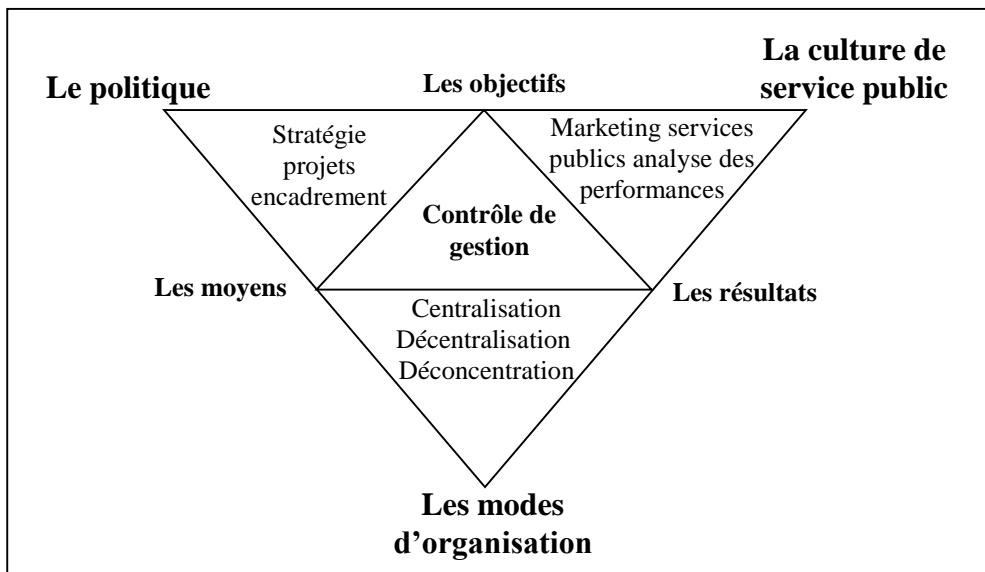 La culture de
service public
Le politique
Les objectifs
Stratégie
projets
encadrement
Marketing services
publics analyse des
performances
Contrôle de
gestion
Les moyens
Les résultats
Centralisation
Décentralisation
Déconcentration
Les modes
d'organisation